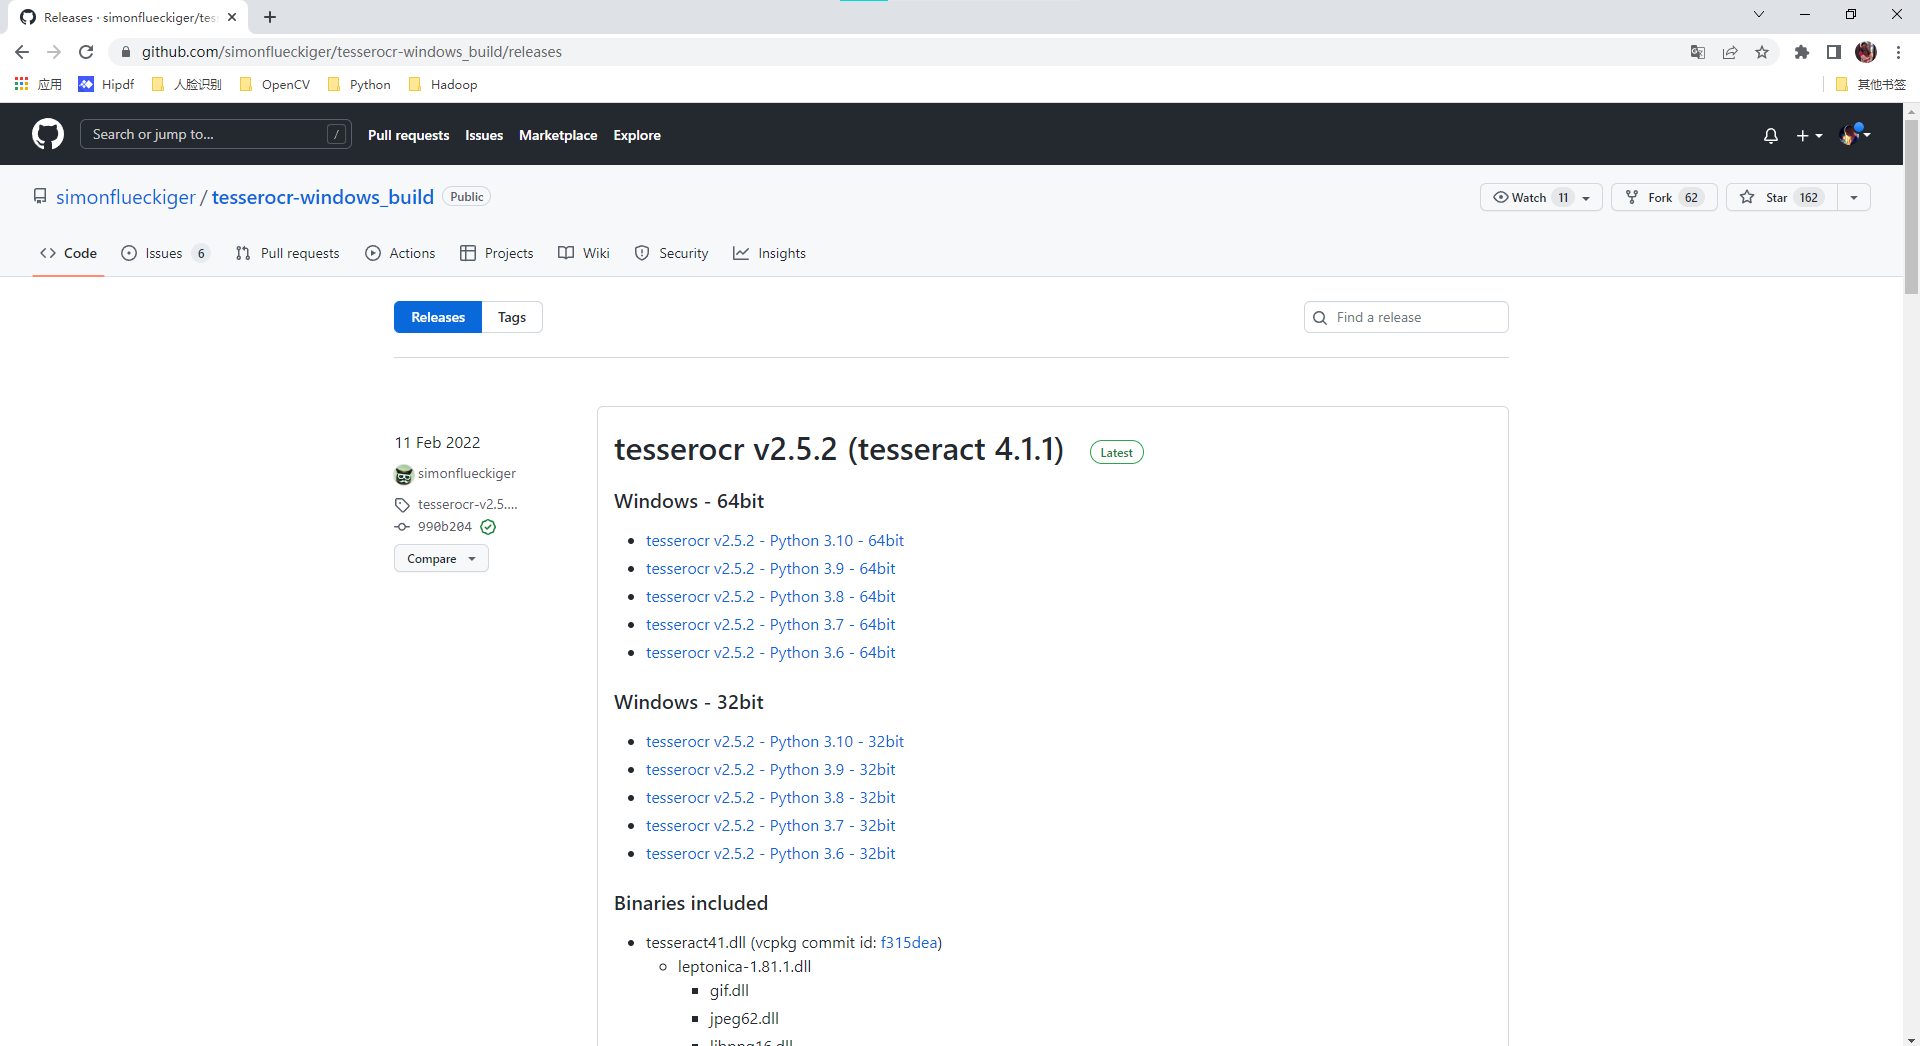 Releases · simonflueckiger/tes
github.com/simonflueckiger/tesserocr-windows_build/releases
应用 Hipdf 人脸识别 OpenCV Python Hadoop 其他书签
Search or jump to... / Pull requests Issues Marketplace Explore
simonflueckiger / tesserocr-windows_build Public Watch 11 Fork 62 Star 162
Code Issues 6 Pull requests Actions Projects Wiki Security Insights
Releases Tags Find a release
11 Feb 2022
simonflueckiger
tesserocr-v2.5....
990b204
Compare
tesserocr v2.5.2 (tesseract 4.1.1) Latest
Windows - 64bit
tesserocr v2.5.2 - Python 3.10 - 64bit
tesserocr v2.5.2 - Python 3.9 - 64bit
tesserocr v2.5.2 - Python 3.8 - 64bit
tesserocr v2.5.2 - Python 3.7 - 64bit
tesserocr v2.5.2 - Python 3.6 - 64bit
Windows - 32bit
tesserocr v2.5.2 - Python 3.10 - 32bit
tesserocr v2.5.2 - Python 3.9 - 32bit
tesserocr v2.5.2 - Python 3.8 - 32bit
tesserocr v2.5.2 - Python 3.7 - 32bit
tesserocr v2.5.2 - Python 3.6 - 32bit
Binaries included
tesseract41.dll (vcpkg commit id: f315dea)
leptonica-1.81.1.dll
gif.dll
jpeg62.dll
libpng16.dll